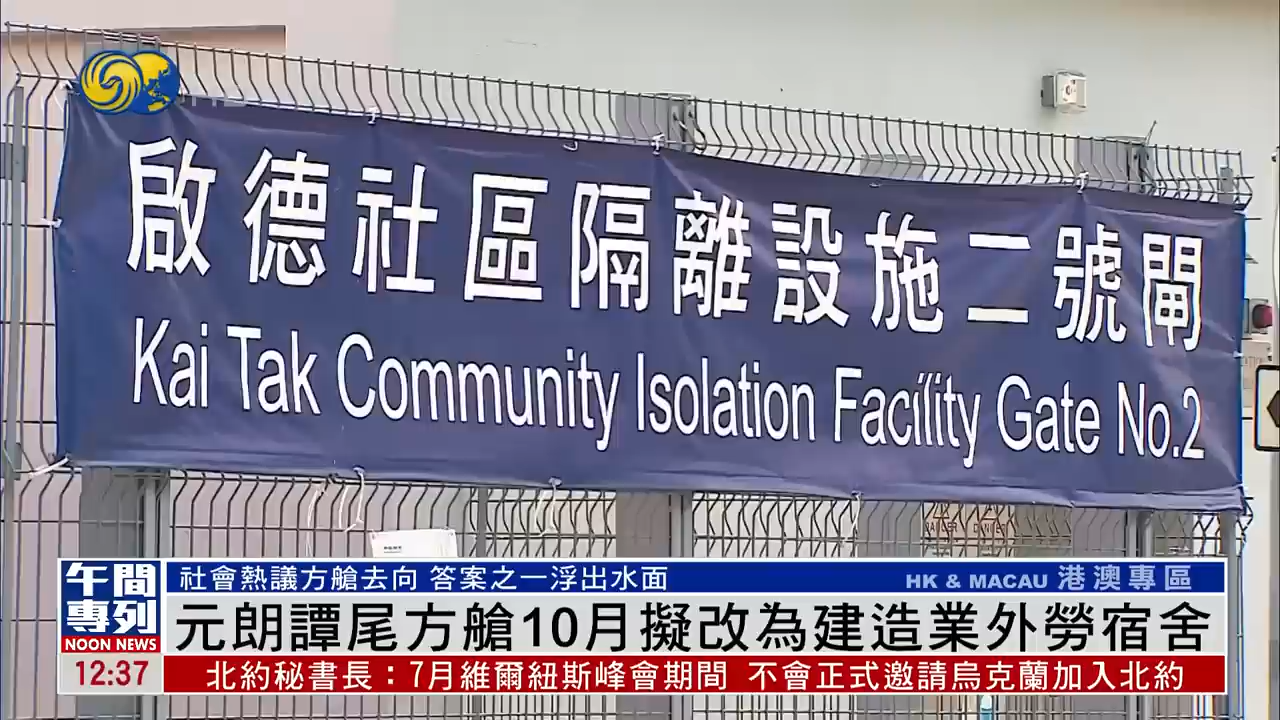 啟德社區隔離設施二號閘
Kai Tak Community Isolation Facility Gate No.2
DANGER DANGER
午間專列
NOON NEWS
12:37
社會熱議方艙去向 答案之一浮出水面
HK & MACAU 港澳專區
元朗譚尾方艙10月擬改為建造業外勞宿舍
北約秘書長：7月維爾紐斯峰會期間 不會正式邀請烏克蘭加入北約